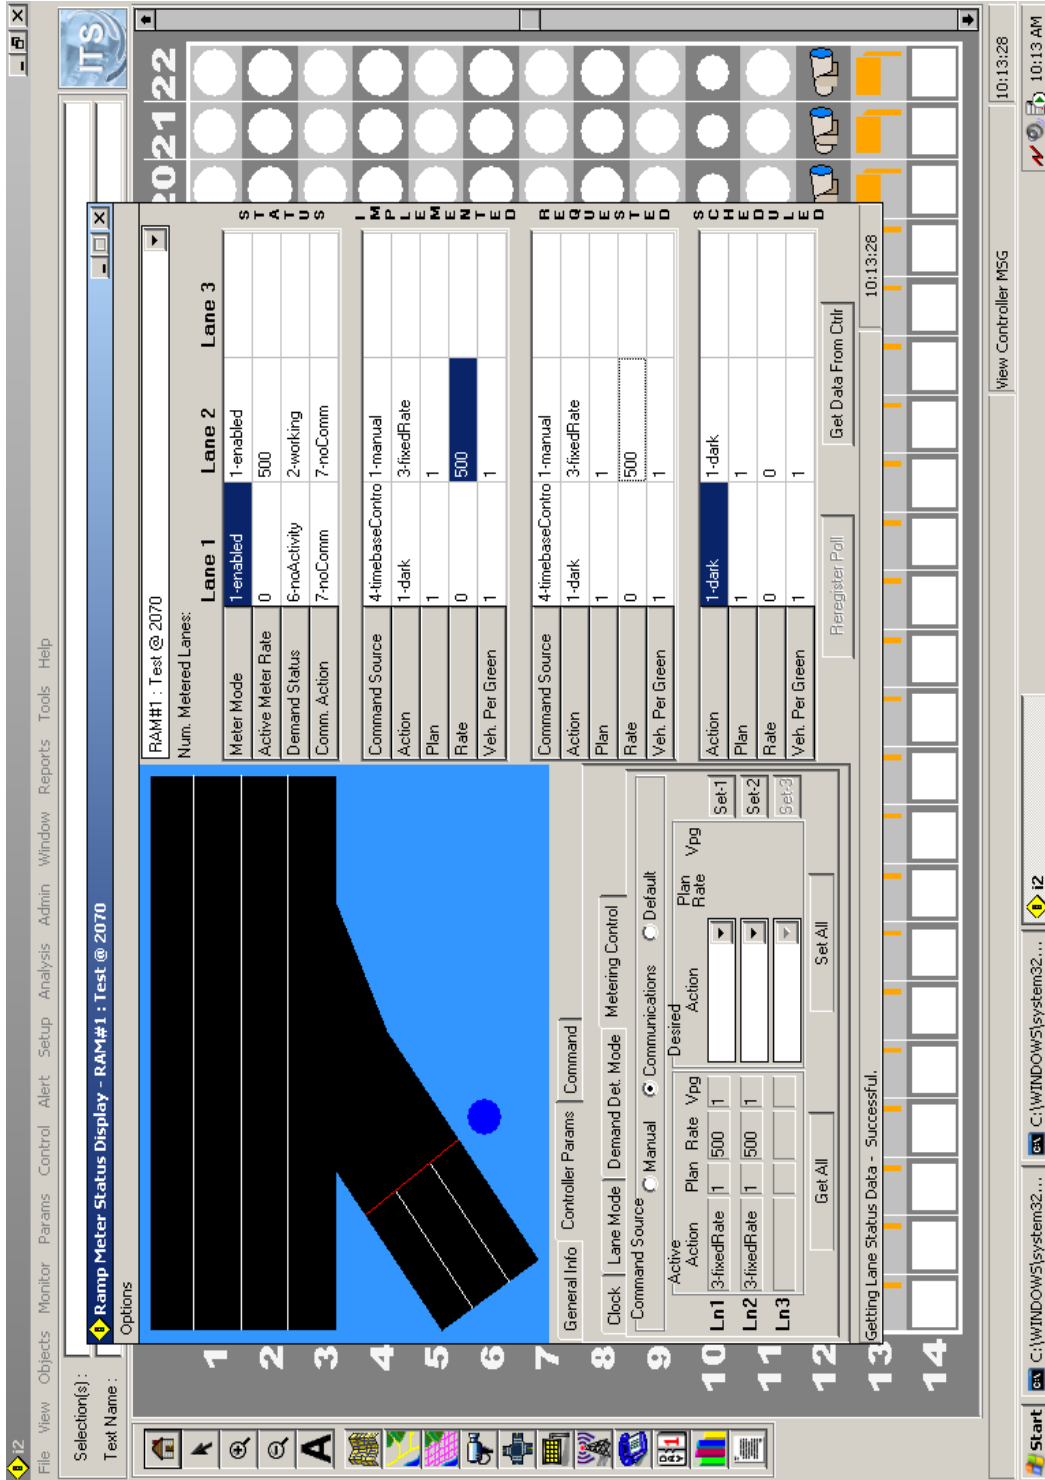 i2
File View Objects Monitor Params Control Alert Setup Analysis Admin Window Reports Tools Help
Selection(s) :
Text Name :
ITS
20 21 22
1
2
3
4
5
6
7
8
9
10
11
12
13
14
Ramp Meter Status Display - RAM#1 : Test @ 2070
Options
RAM#1 : Test @ 2070
Num. Metered Lanes:
Lane 1 Lane 2 Lane 3
Meter Mode 1-enabled 1-enabled
Active Meter Rate 0 500
Demand Status 6-noActivity 2-working
Comm. Action 7-noComm 7-noComm
STATUS
Command Source 4-timebaseContro 1-manual
Action 1-dark 3-fixedRate
Plan 1 1
Rate 0 500
Veh. Per Green 1 1
IMPLEMENTED
Command Source 4-timebaseContro 1-manual
Action 1-dark 3-fixedRate
Plan 1 1
Rate 0 500
Veh. Per Green 1 1
REQUESTED
Action 1-dark 1-dark
Plan 1 1
Rate 0 0
Veh. Per Green 1 1
SCHEDULED
Reregister Poll Get Data From Ctrlr
General Info Controller Params Command
Clock Lane Mode Demand Det. Mode Metering Control
Command Source
Manual Communications Default
Active
Action Plan Rate Vpg
Desired
Action Plan Rate Vpg
Ln1 3-fixedRate 1 500 1 Set-1
Ln2 3-fixedRate 1 500 1 Set-2
Ln3 Set-3
Get All Set All
Getting Lane Status Data - Successful. 10:13:28
View Controller MSG 10:13:28
Start C:\WINDOWS\system32... C:\WINDOWS\system32... i2 10:13 AM